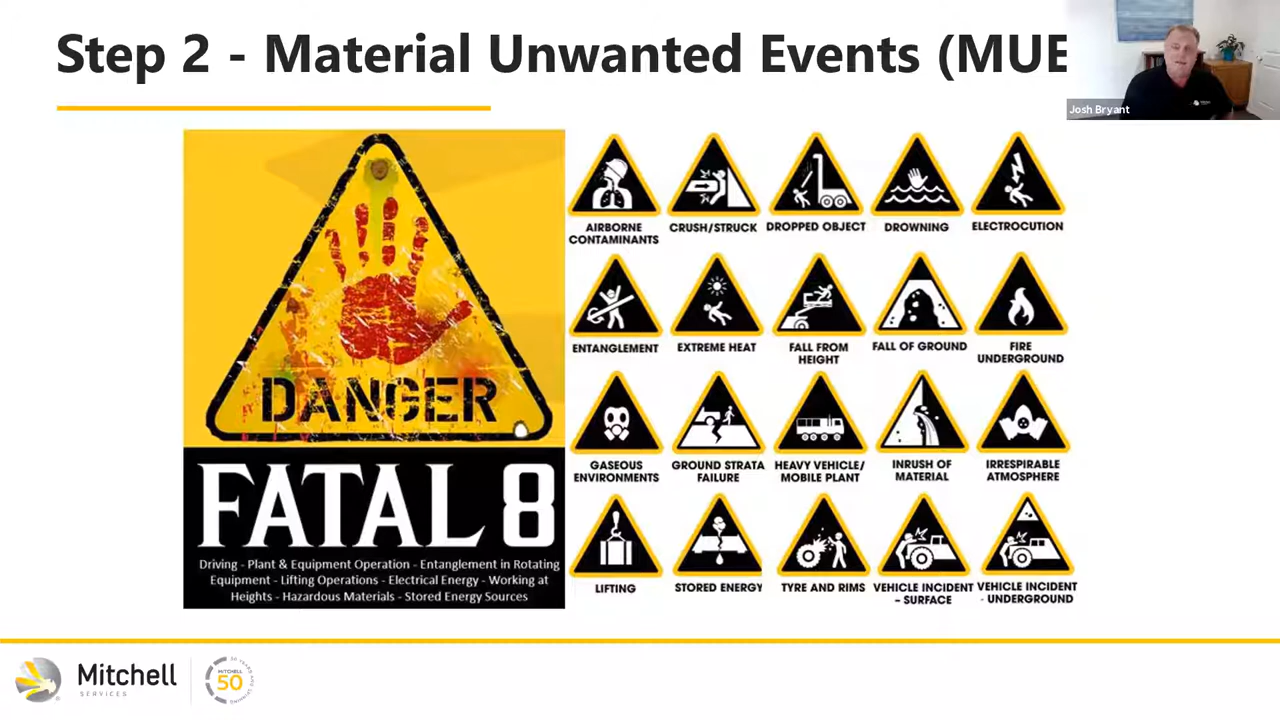 Step 2 - Material Unwanted Events (MUE
Josh Bryant
DANGER
FATAL 8
Driving - Plant & Equipment Operation - Entanglement in Rotating
Equipment - Lifting Operations - Electrical Energy - Working at
Heights - Hazardous Materials - Stored Energy Sources
AIRBORNE
CONTAMINANTS
CRUSH/STRUCK
DROPPED OBJECT
DROWNING
ELECTROCUTION
ENTANGLEMENT
EXTREME HEAT
FALL FROM
HEIGHT
FALL OF GROUND
FIRE
UNDERGROUND
GASEOUS
ENVIRONMENTS
GROUND STRATA
FAILURE
HEAVY VEHICLE/
MOBILE PLANT
INRUSH OF
MATERIAL
IRRESPIRABLE
ATMOSPHERE
LIFTING
STORED ENERGY
TYRE AND RIMS
VEHICLE INCIDENT
- SURFACE
VEHICLE INCIDENT
- UNDERGROUND
Mitchell
SERVICES
MITCHELL
50